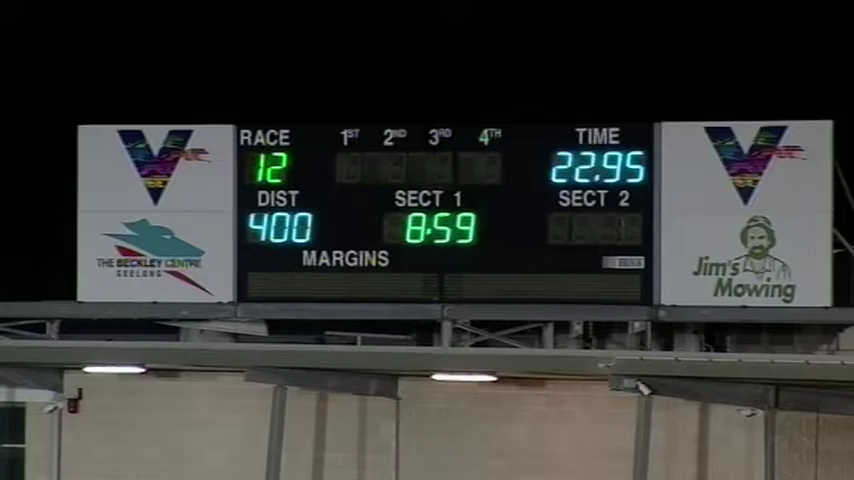 RACE 1ST 2ND 3RD 4TH TIME
12 22.95
DIST SECT 1 SECT 2
400 8.59
MARGINS
V
THE BECKLEY CENTRE
GEELONG
V
Jim's
Mowing